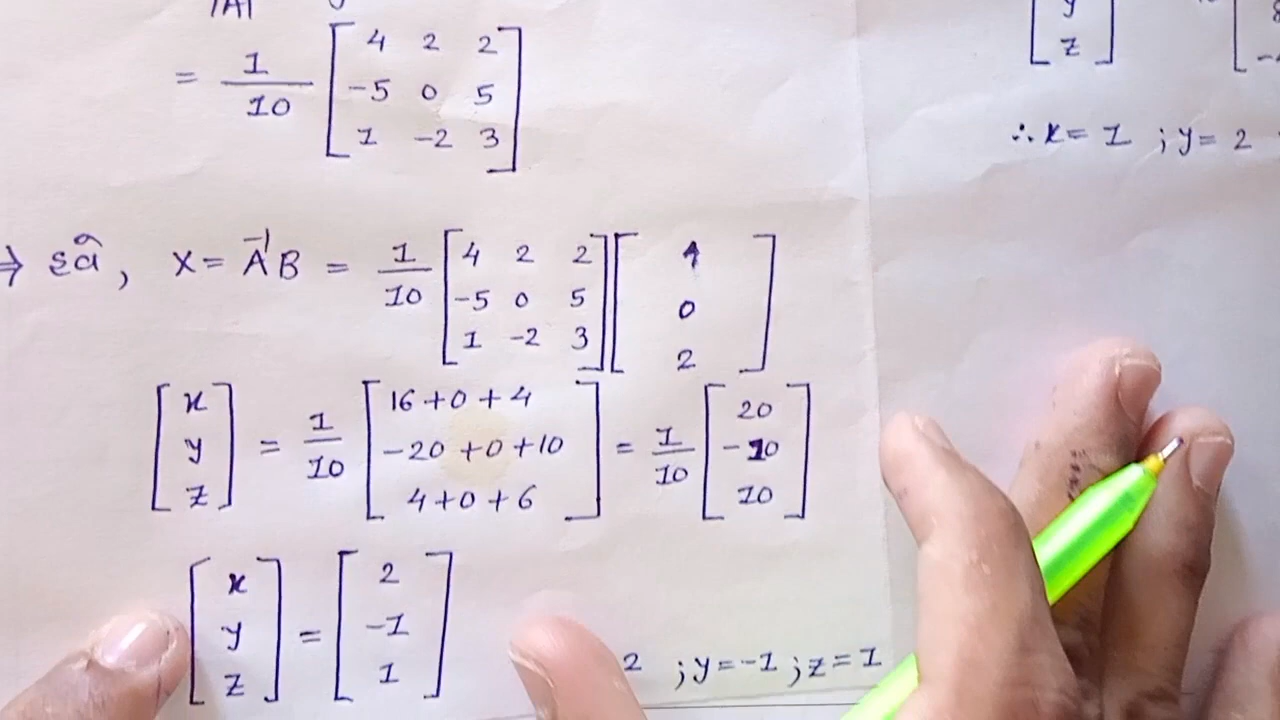 |A|
= 1/10 [4 2 2
-5 0 5
1 -2 3]
⇒ હવે, X = A⁻¹B = 1/10 [4 2 2
-5 0 5
1 -2 3] [4
0
2]
[x
y
z] = 1/10 [16+0+4
-20+0+10
4+0+6] = 1/10 [20
-10
10]
[x
y
z] = [2
-1
1]
2 ; y=-1 ; z=1
y
z]
∴ x= 1 ; y= 2